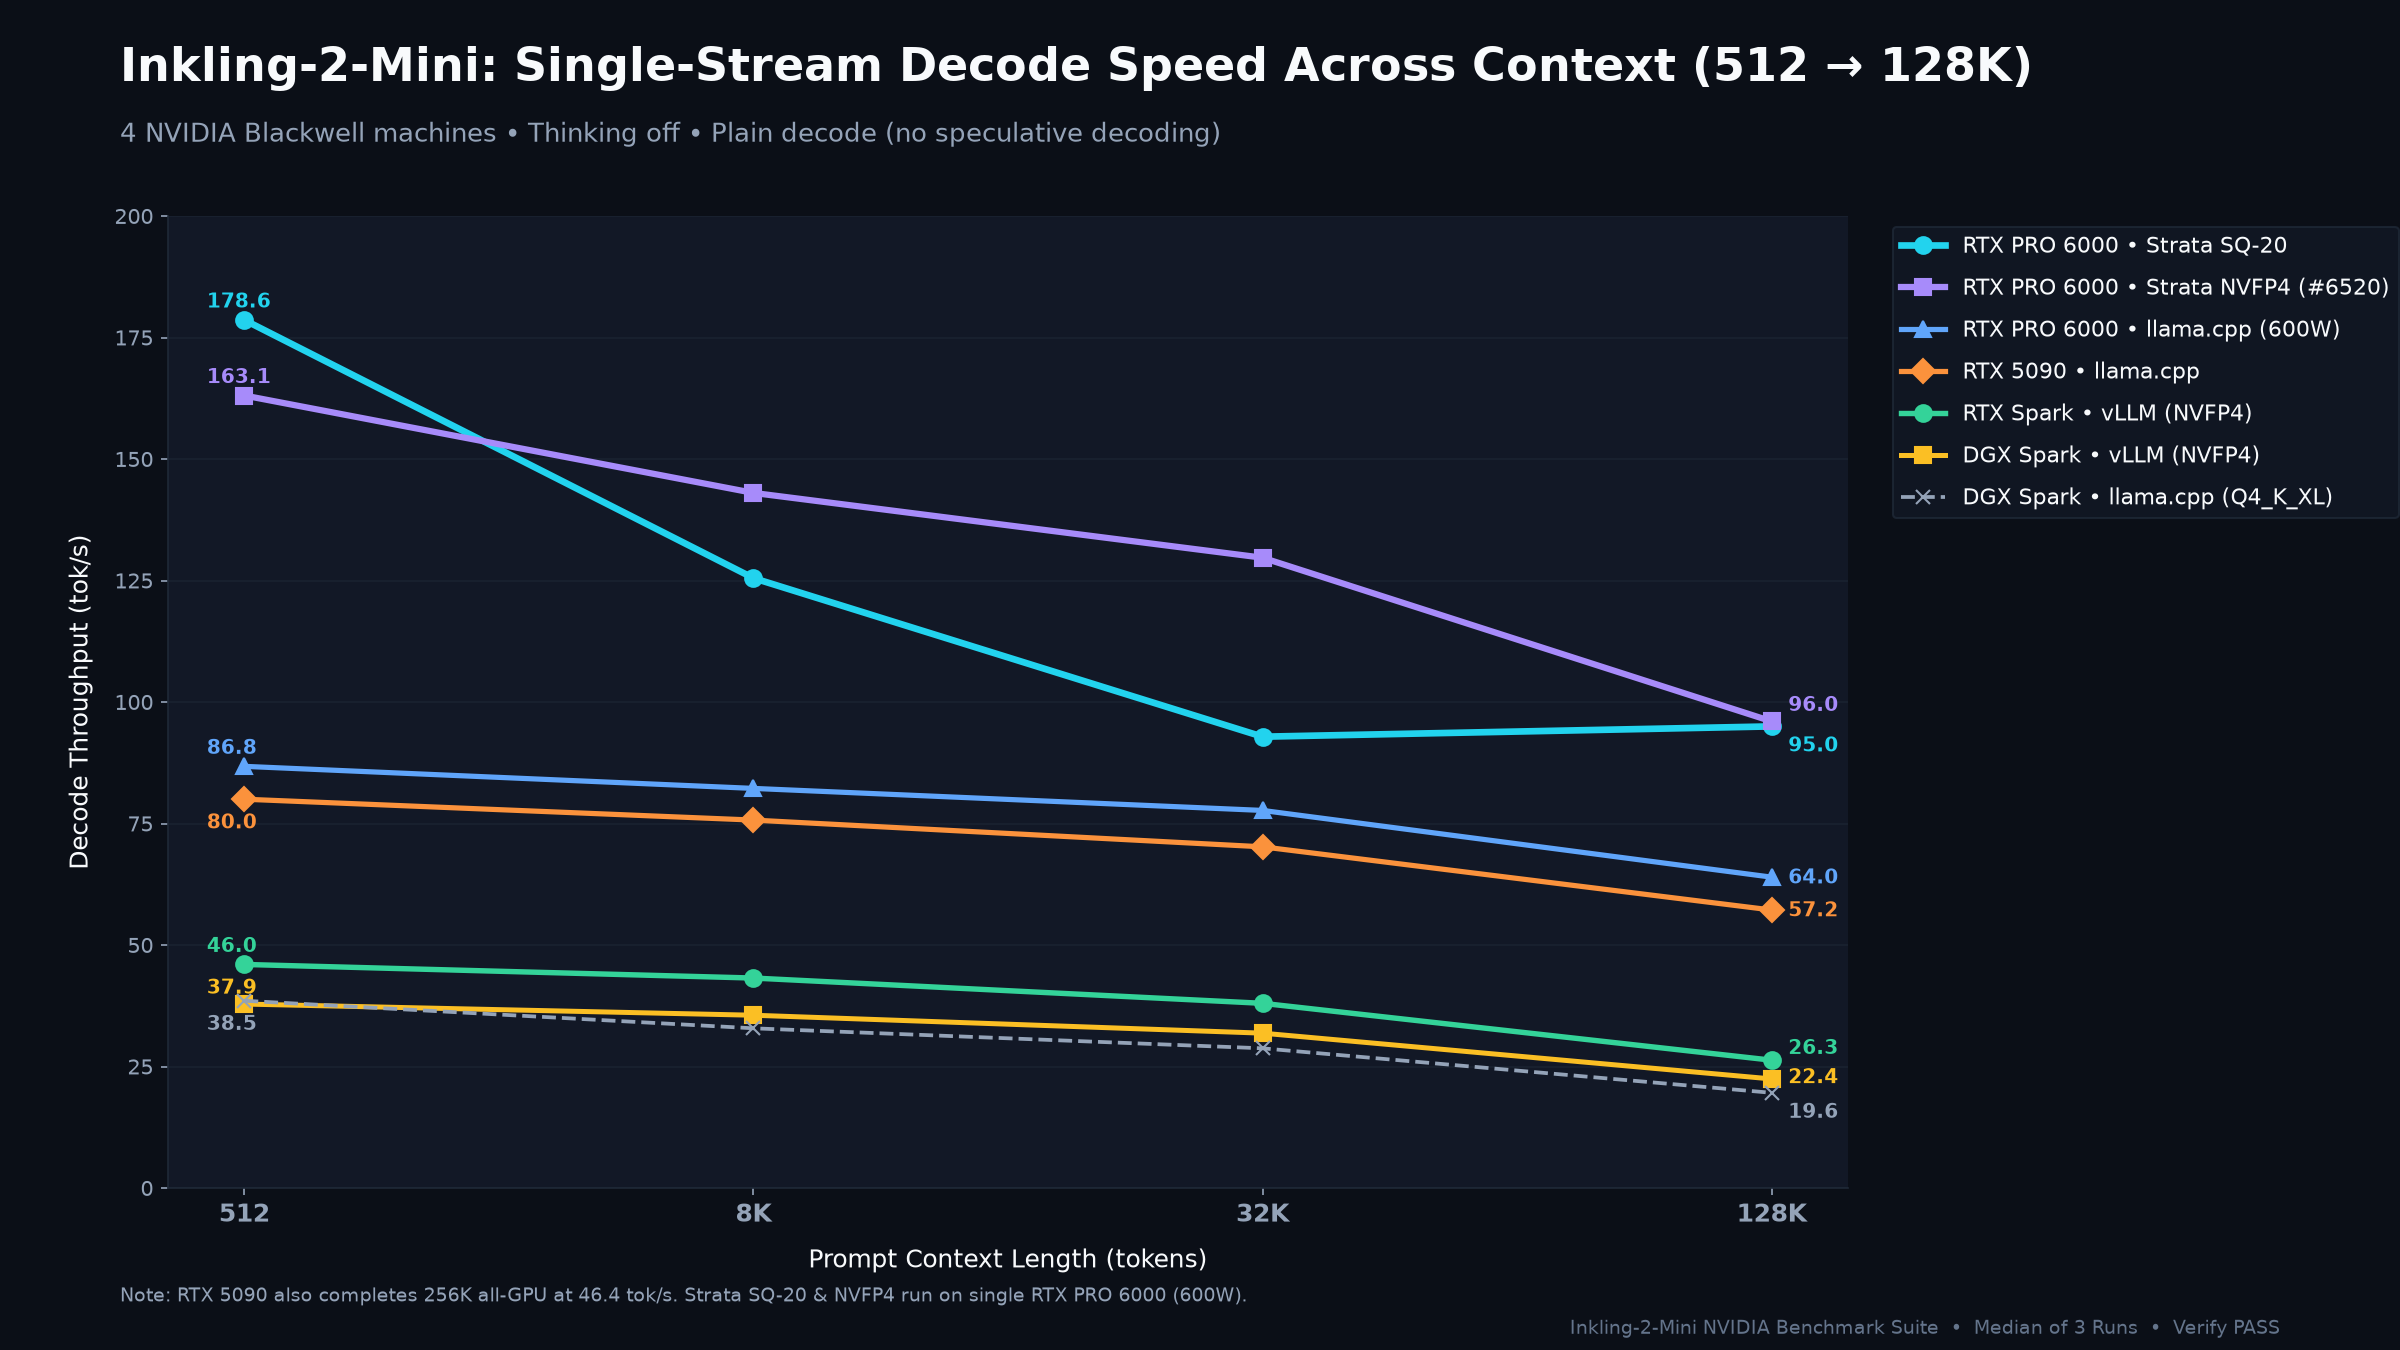 Inkling-2-Mini: Single-Stream Decode Speed Across Context (512 → 128K)
4 NVIDIA Blackwell machines • Thinking off • Plain decode (no speculative decoding)
200
175
150
125
100
75
50
25
0
Decode Throughput (tok/s)
178.6
163.1
86.8
80.0
46.0
37.9
38.5
96.0
95.0
64.0
57.2
26.3
22.4
19.6
RTX PRO 6000 • Strata SQ-20
RTX PRO 6000 • Strata NVFP4 (#6520)
RTX PRO 6000 • llama.cpp (600W)
RTX 5090 • llama.cpp
RTX Spark • vLLM (NVFP4)
DGX Spark • vLLM (NVFP4)
DGX Spark • llama.cpp (Q4_K_XL)
512 8K 32K 128K
Prompt Context Length (tokens)
Note: RTX 5090 also completes 256K all-GPU at 46.4 tok/s. Strata SQ-20 & NVFP4 run on single RTX PRO 6000 (600W).
Inkling-2-Mini NVIDIA Benchmark Suite • Median of 3 Runs • Verify PASS